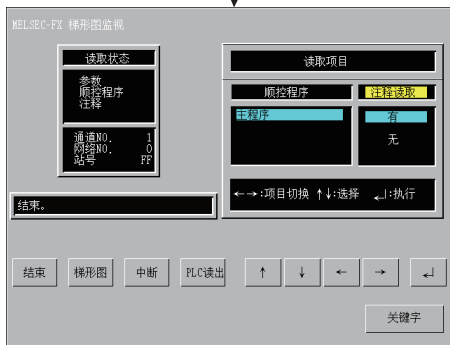 MELSEC-FX 梯形图监视
读取状态
参数
顺控程序
注释
通道NO. 1
网络NO. 0
站号 FF
读取项目
顺控程序
注释读取
主程序
有
无
←→:项目切换 ↑↓:选择 ↵:执行
结束。
结束 梯形图 中断 PLC读出 ↑ ↓ ← → ↵
关键字